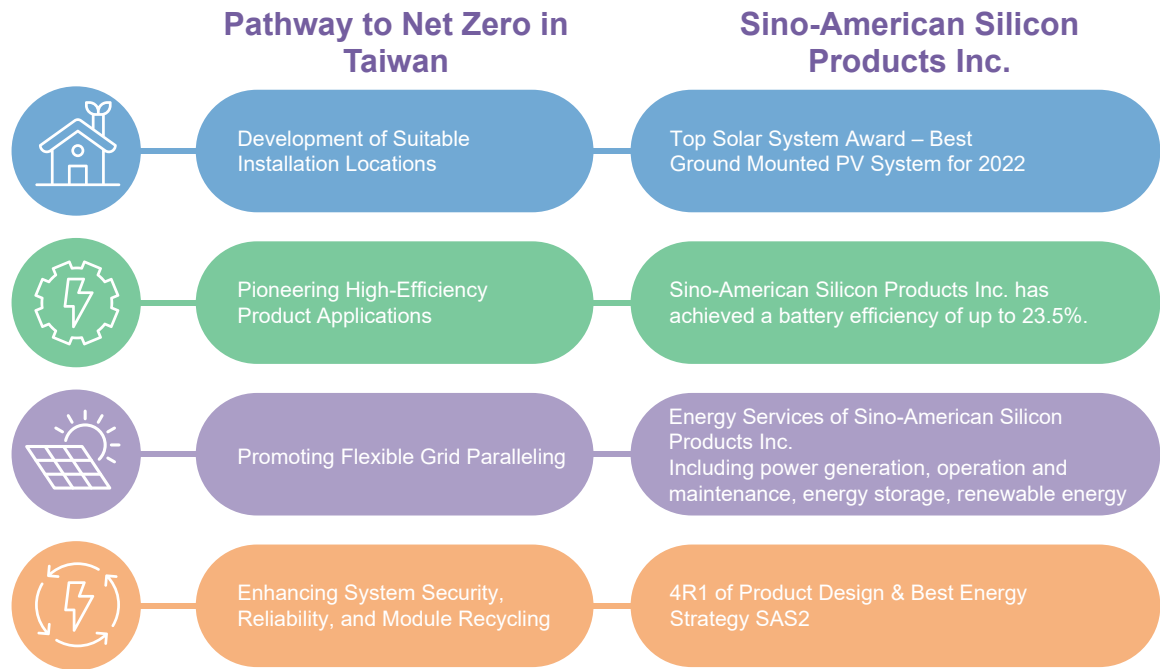 Pathway to Net Zero in
Taiwan
Sino-American Silicon
Products Inc.
Development of Suitable
Installation Locations
Top Solar System Award – Best
Ground Mounted PV System for 2022
Pioneering High-Efficiency
Product Applications
Sino-American Silicon Products Inc. has
achieved a battery efficiency of up to 23.5%.
Promoting Flexible Grid Paralleling
Energy Services of Sino-American Silicon
Products Inc.
Including power generation, operation and
maintenance, energy storage, renewable energy
Enhancing System Security,
Reliability, and Module Recycling
4R1 of Product Design & Best Energy
Strategy SAS2